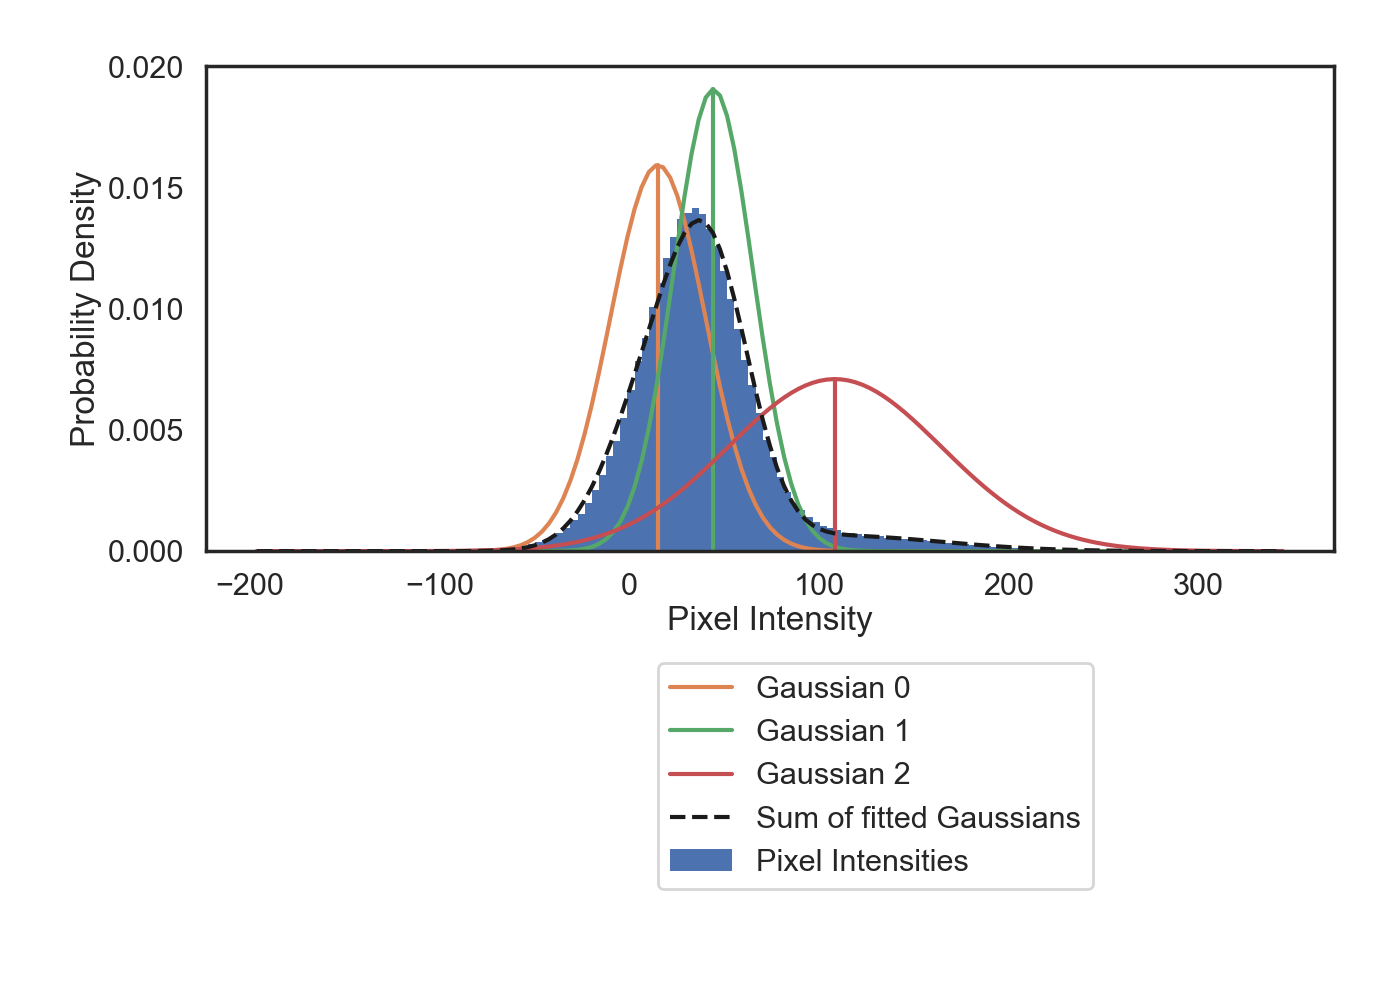 0.020
0.015
0.010
0.005
0.000
Probability Density
−200 −100 0 100 200 300
Pixel Intensity
Gaussian 0
Gaussian 1
Gaussian 2
Sum of fitted Gaussians
Pixel Intensities